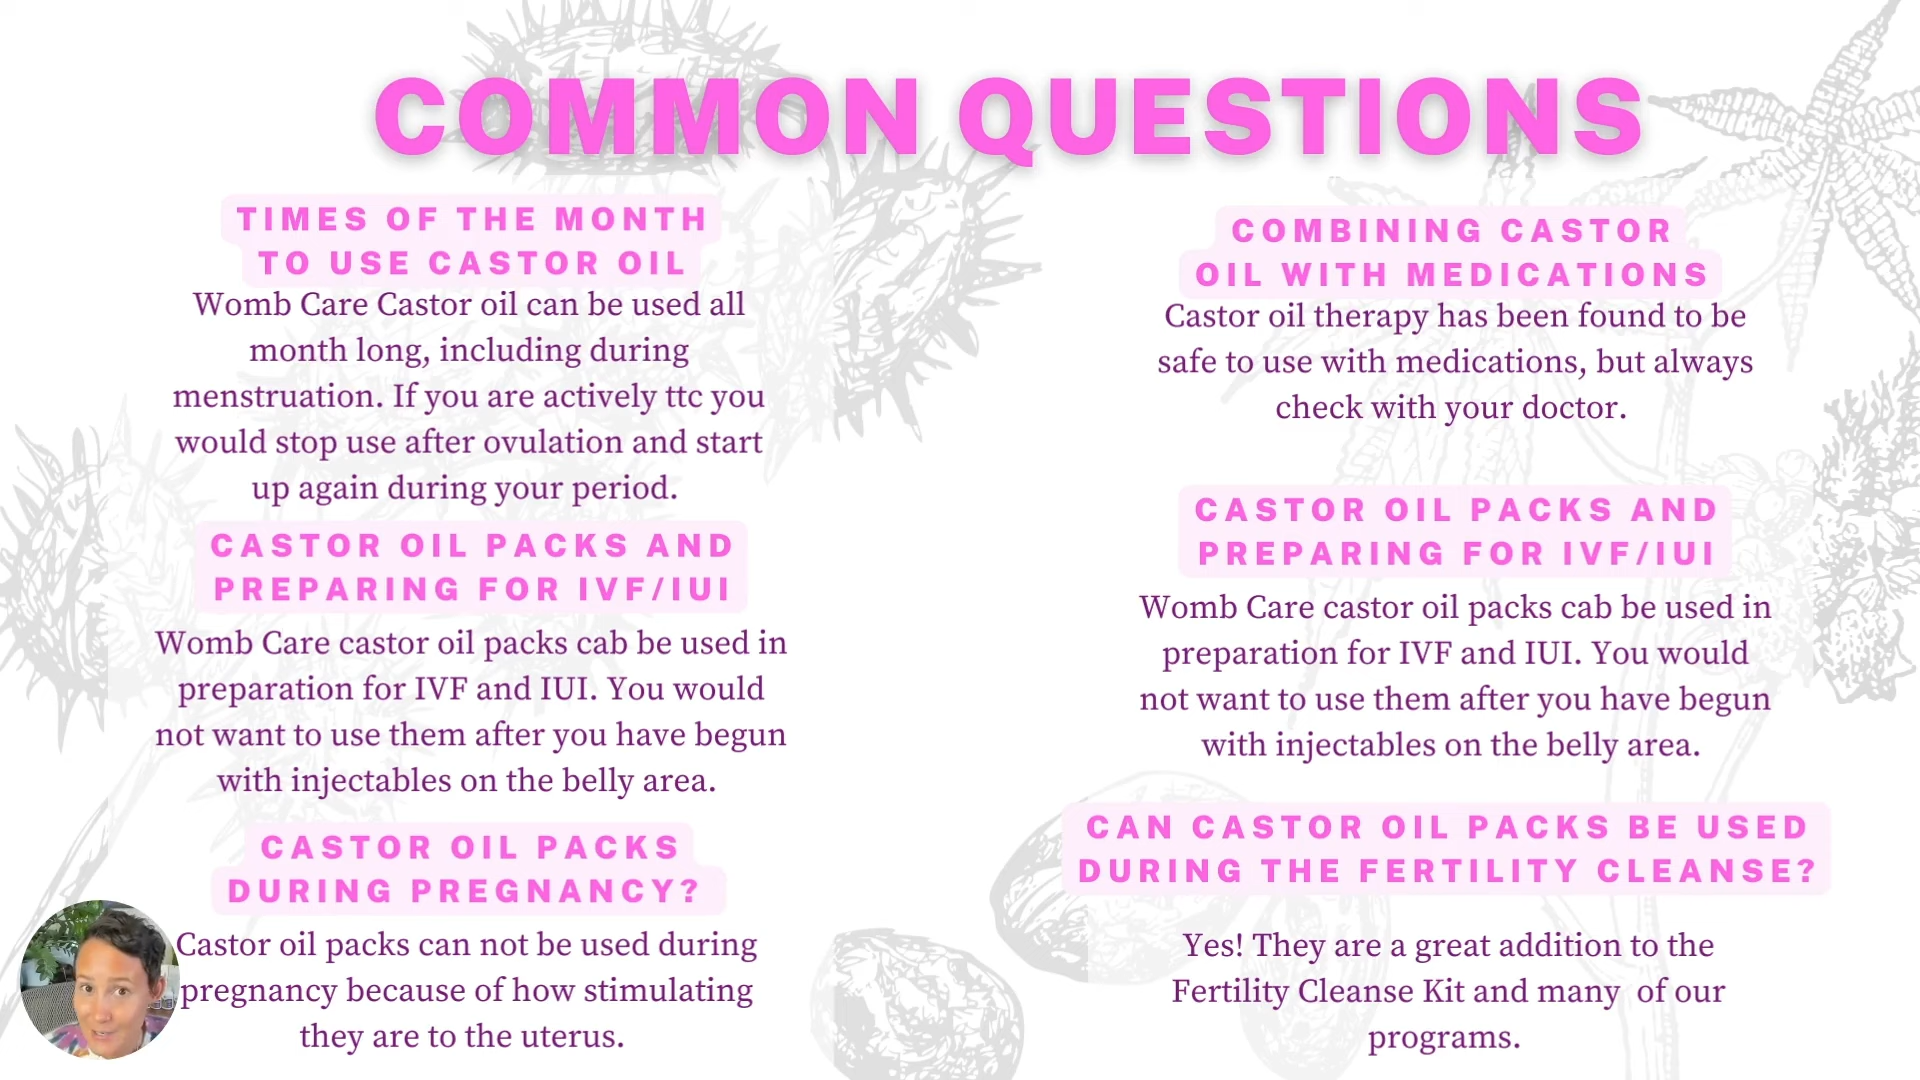 COMMON QUESTIONS
TIMES OF THE MONTH
TO USE CASTOR OIL
Womb Care Castor oil can be used all
month long, including during
menstruation. If you are actively ttc you
would stop use after ovulation and start
up again during your period.
CASTOR OIL PACKS AND
PREPARING FOR IVF/IUI
Womb Care castor oil packs cab be used in
preparation for IVF and IUI. You would
not want to use them after you have begun
with injectables on the belly area.
CASTOR OIL PACKS
DURING PREGNANCY?
Castor oil packs can not be used during
pregnancy because of how stimulating
they are to the uterus.
COMBINING CASTOR
OIL WITH MEDICATIONS
Castor oil therapy has been found to be
safe to use with medications, but always
check with your doctor.
CASTOR OIL PACKS AND
PREPARING FOR IVF/IUI
Womb Care castor oil packs cab be used in
preparation for IVF and IUI. You would
not want to use them after you have begun
with injectables on the belly area.
CAN CASTOR OIL PACKS BE USED
DURING THE FERTILITY CLEANSE?
Yes! They are a great addition to the
Fertility Cleanse Kit and many of our
programs.